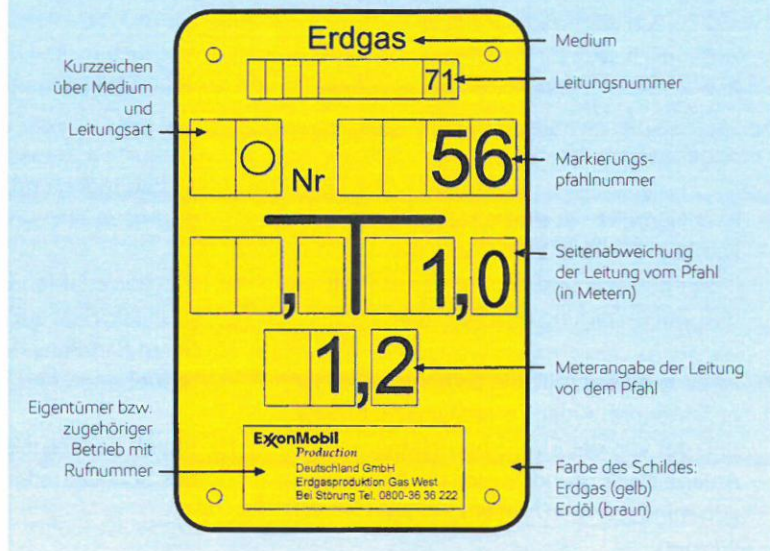 Erdgas
Medium
Kurzzeichen
über Medium
und
Leitungsart
71
Leitungsnummer
Nr
56
Markierungs-
pfahlnummer
, 1,0
Seitenabweichung
der Leitung vom Pfahl
(in Metern)
1,2
Meterangabe der Leitung
vor dem Pfahl
Eigentümer bzw.
zugehöriger
Betrieb mit
Rufnummer
ExxonMobil
Production
Deutschland GmbH
Erdgasproduktion Gas West
Bei Störung Tel. 0800-36 36 222
Farbe des Schildes:
Erdgas (gelb)
Erdöl (braun)